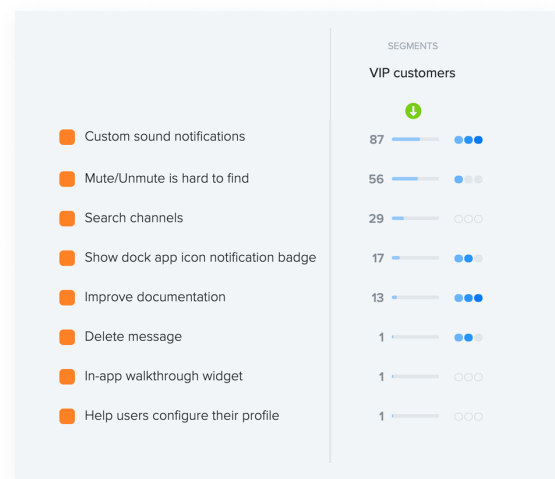 SEGMENTS
VIP customers
Custom sound notifications 87
Mute/Unmute is hard to find 56
Search channels 29
Show dock app icon notification badge 17
Improve documentation 13
Delete message 1
In-app walkthrough widget 1
Help users configure their profile 1